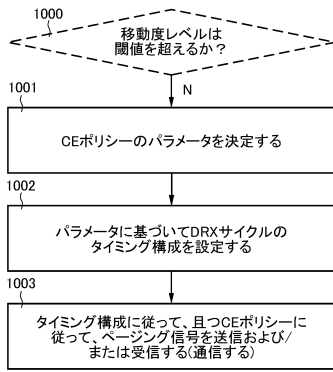 1000
移動度レベルは
閾値を超えるか？
N
1001
CEポリシーのパラメータを決定する
1002
パラメータに基づいてDRXサイクルの
タイミング構成を設定する
1003
タイミング構成に従って、且つCEポリシーに
従って、ページング信号を送信および/
または受信する(通信する)